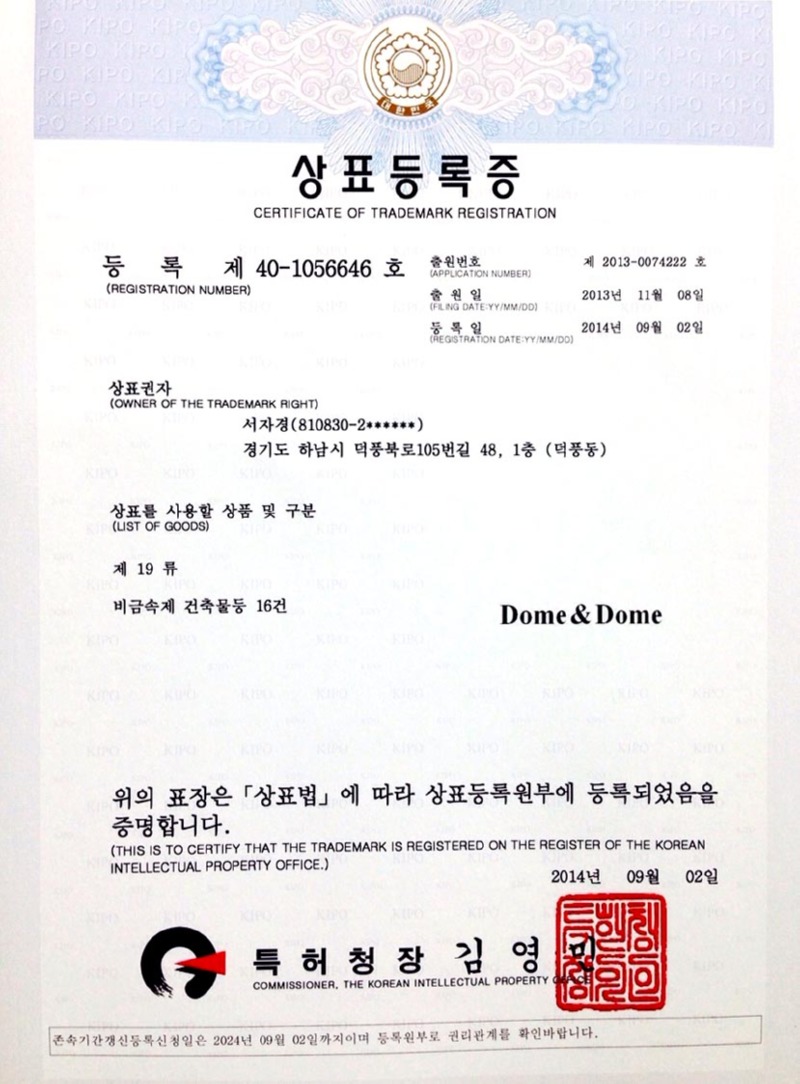 대한민국
상표등록증
CERTIFICATE OF TRADEMARK REGISTRATION
등 록 제 40-1056646 호
(REGISTRATION NUMBER)
출원번호 제 2013-0074222 호
(APPLICATION NUMBER)
출 원 일 2013년 11월 08일
(FILING DATE:YY/MM/DD)
등 록 일 2014년 09월 02일
(REGISTRATION DATE:YY/MM/DD)
상표권자
(OWNER OF THE TRADEMARK RIGHT)
서자경(810830-2******)
경기도 하남시 덕풍북로105번길 48, 1층 (덕풍동)
상표를 사용할 상품 및 구분
(LIST OF GOODS)
제 19 류
비금속제 건축물등 16건
Dome & Dome
위의 표장은 「상표법」에 따라 상표등록원부에 등록되었음을
증명합니다.
(THIS IS TO CERTIFY THAT THE TRADEMARK IS REGISTERED ON THE REGISTER OF THE KOREAN
INTELLECTUAL PROPERTY OFFICE.)
2014년 09월 02일
특허청장 김영민
COMMISSIONER, THE KOREAN INTELLECTUAL PROPERTY OFFICE
존속기간갱신등록신청일은 2024년 09월 02일까지이며 등록원부로 권리관계를 확인바랍니다.